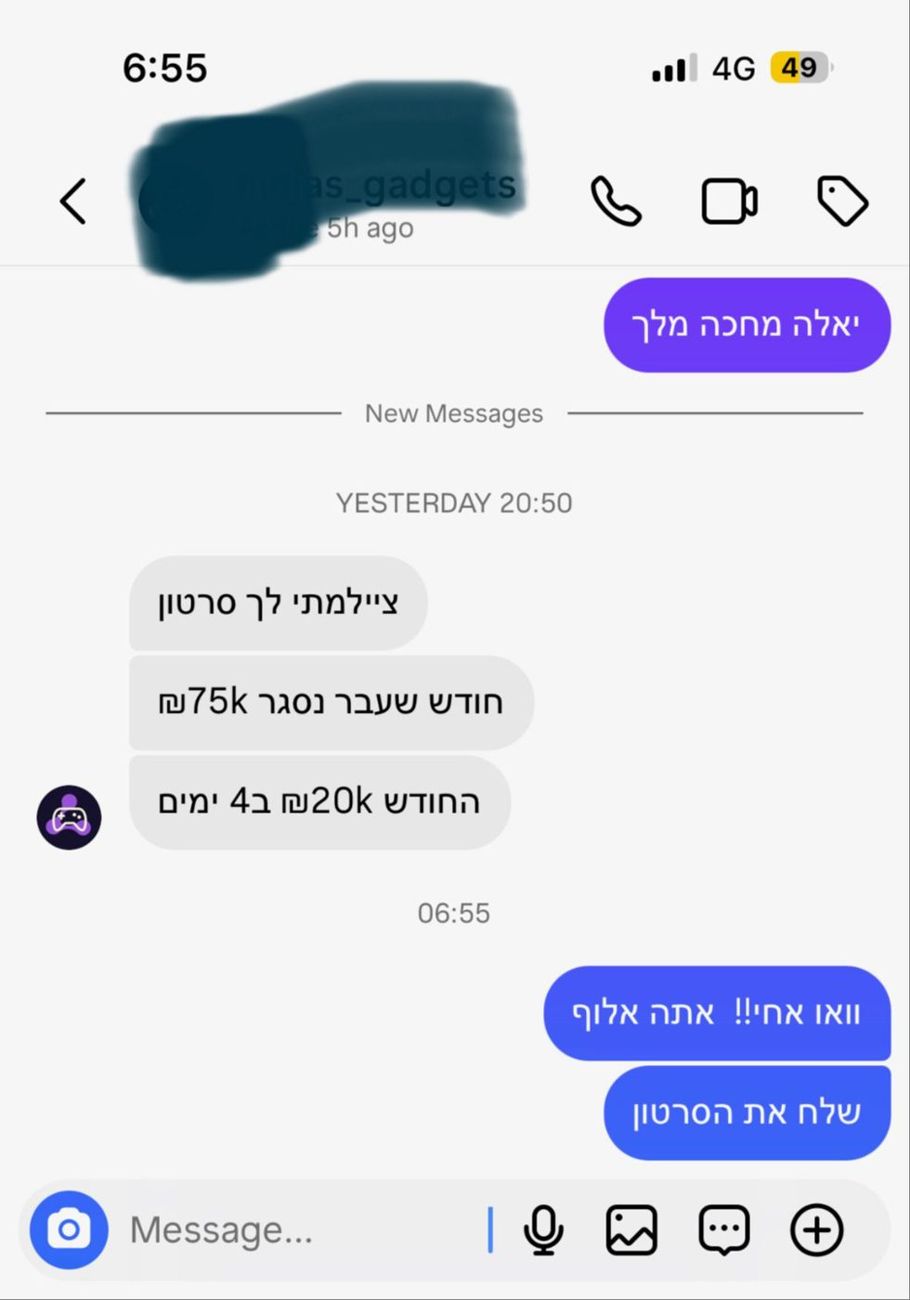 6:55
4G 49
as_gadgets
5h ago
יאלה מחכה מלך
New Messages
YESTERDAY 20:50
ציילמתי לך סרטון
חודש שעבר נסגר 75k₪
החודש 20k₪ ב4 ימים
06:55
וואו אחי!! אתה אלוף
שלח את הסרטון
Message...